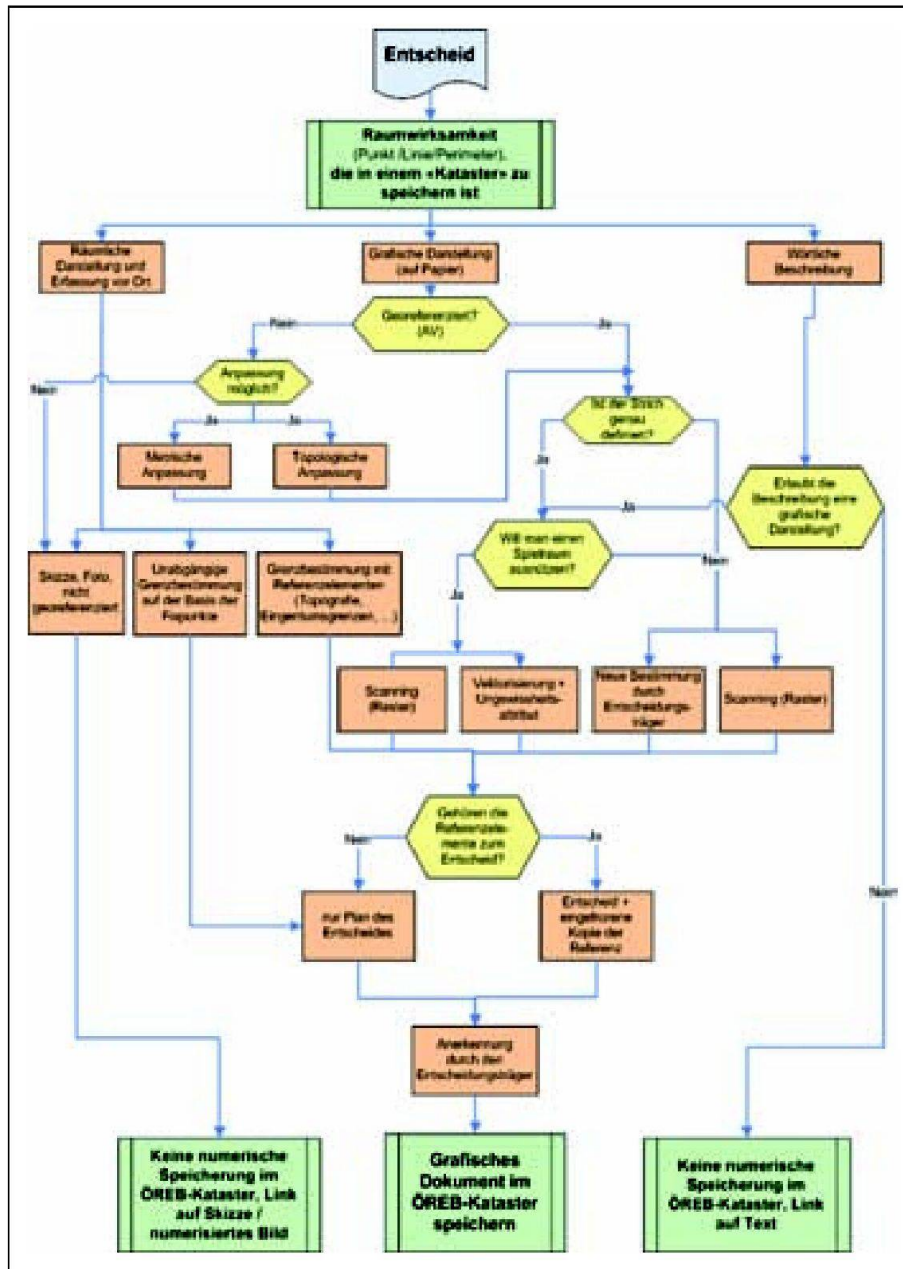 Entscheid
Raumwirksamkeit
(Punkt /Linie/Perimeter),
die in einem «Kataster» zu
speichern ist
Räumliche
Darstellung und
Erfassung vor Ort
Grafische Darstellung
(auf Papier)
Wörtliche
Beschreibung
Georeferenziert?
(AV)
Nein
Ja
Anpassung
möglich?
Nein
Ja
Ja
Ist der Strich
genau
definiert?
Metrische
Anpassung
Topologische
Anpassung
Ja
Erlaubt die
Beschreibung eine
grafische
Darstellung?
Ja
Will man einen
Spielraum
ausnützen?
Nein
Skizze, Foto,
nicht
georeferenziert
Unabgängige
Grenzbestimmung
auf der Basis der
Fixpunkte
Grenzbestimmung mit
Referenzelementen
(Topografie,
Eingentumsgrenzen, ...)
Ja
Scanning
(Raster)
Vektorisierung +
Ungewissheits-
attribut
Neue Bestimmung
durch
Entscheidungs-
träger
Scanning (Raster)
Gehören die
Referenzele-
mente zum
Entscheid?
Nein
Ja
Nein
nur Plan des
Entscheides
Entscheid +
eingefrorene
Kopie der
Referenz
Anerkennung
durch den
Entscheidungsträger
Keine numerische
Speicherung im
ÖREB-Kataster, Link
auf Skizze /
numerisiertes Bild
Grafisches
Dokument im
ÖREB-Kataster
speichern
Keine numerische
Speicherung im
ÖREB-Kataster, Link
auf Text